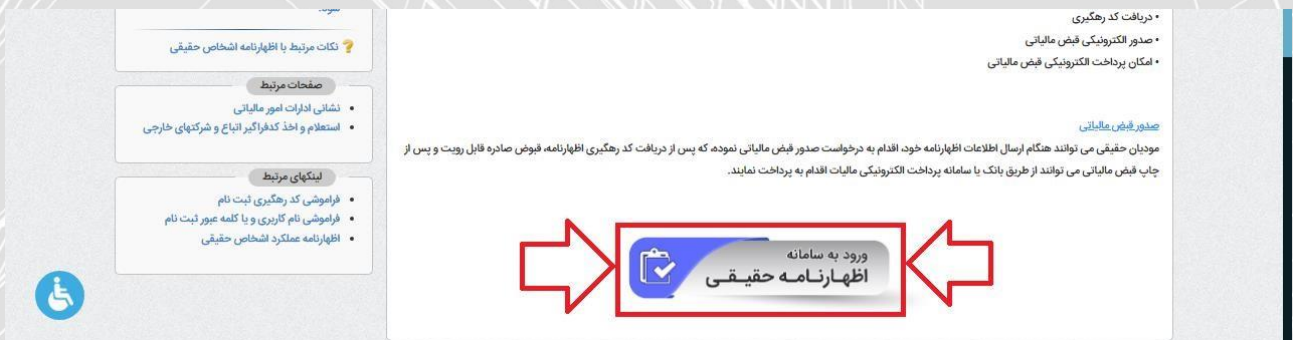 • دریافت کد رهگیری
• صدور الکترونیکی قبض مالیاتی
• امکان پرداخت الکترونیکی قبض مالیاتی
صدور قبض مالیاتی
مودیان حقیقی می توانند هنگام ارسال اطلاعات اظهارنامه خود، اقدام به درخواست صدور قبض مالیاتی نموده، که پس از دریافت کد رهگیری اظهارنامه، قبوض صادره قابل رویت و پس از
چاپ قبض مالیاتی می توانند از طریق بانک یا سامانه پرداخت الکترونیکی مالیات اقدام به پرداخت نمایند.
ورود به سامانه
اظهـارنـامـه حقیـقـی
نکات مرتبط با اظهارنامه اشخاص حقیقی
صفحات مرتبط
• نشانی ادارات امور مالیاتی
• استعلام و اخذ کدفراگیر اتباع و شرکتهای خارجی
لینکهای مرتبط
• فراموشی کد رهگیری ثبت نام
• فراموشی نام کاربری و یا کلمه عبور ثبت نام
• اظهارنامه عملکرد اشخاص حقیقی